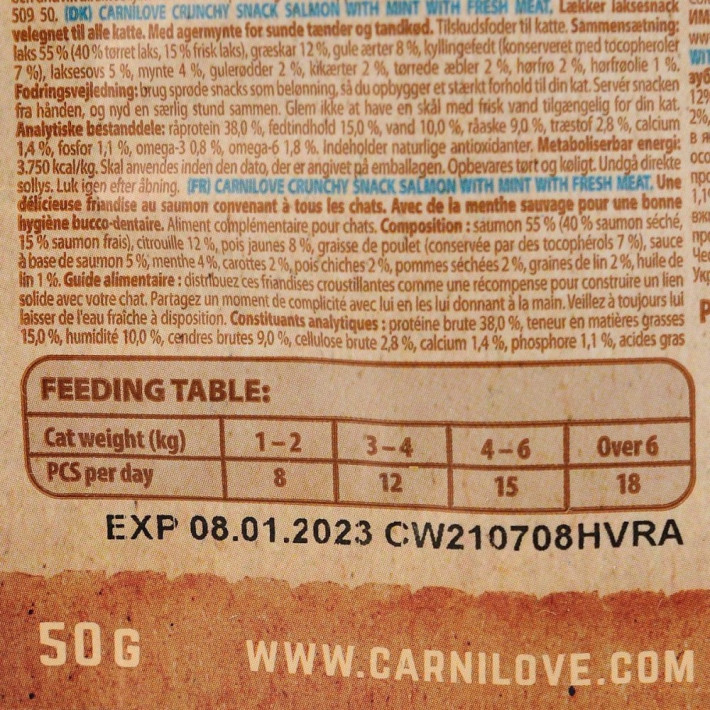 509 50. (DK) CARNILOVE CRUNCHY SNACK SALMON WITH MINT WITH FRESH MEAT. Lækker laksesnack
velegnet til alle katte. Med agermynte for sunde tænder og tandkød. Tilskudsfoder til katte. Sammensætning:
laks 55 % (40 % tørret laks, 15 % frisk laks), græskar 12 %, gule ærter 8 %, kyllingefedt (konserveret med tocopheroler
7 %), laksesovs 5 %, mynte 4 %, gulerødder 2 %, kikærter 2 %, tørrede æbler 2 %, hørfrø 2 %, hørfrøolie 1 %.
Fodringsvejledning: brug sprøde snacks som belønning, så du opbygger et stærkt forhold til din kat. Servér snacken
fra hånden, og nyd en særlig stund sammen. Glem ikke at have en skål med frisk vand tilgængelig for din kat.
Analytiske bestanddele: råprotein 38,0 %, fedtindhold 15,0 %, vand 10,0 %, råaske 9,0 %, træstof 2,8 %, calcium
1,4 %, fosfor 1,1 %, omega-3 0,8 %, omega-6 1,8 %. Indeholder naturlige antioxidanter. Metaboliserbar energi:
3.750 kcal/kg. Skal anvendes inden den dato, der er angivet på emballagen. Opbevares tørt og køligt. Undgå direkte
sollys. Luk igen efter åbning. (FR) CARNILOVE CRUNCHY SNACK SALMON WITH MINT WITH FRESH MEAT. Une
délicieuse friandise au saumon convenant à tous les chats. Avec de la menthe sauvage pour une bonne
hygiène bucco-dentaire. Aliment complémentaire pour chats. Composition : saumon 55 % (40 % saumon séché,
15 % saumon frais), citrouille 12 %, pois jaunes 8 %, graisse de poulet (conservée par des tocophérols 7 %), sauce
à base de saumon 5 %, menthe 4 %, carottes 2 %, pois chiches 2 %, pommes séchées 2 %, graines de lin 2 %, huile de
lin 1 %. Guide alimentaire : distribuez ces friandises croustillantes comme une récompense pour construire un lien
solide avec votre chat. Partagez un moment de complicité avec lui en les lui donnant à la main. Veillez à toujours lui
laisser de l'eau fraîche à disposition. Constituants analytiques : protéine brute 38,0 %, teneur en matières grasses
15,0 %, humidité 10,0 %, cendres brutes 9,0 %, cellulose brute 2,8 %, calcium 1,4 %, phosphore 1,1 %, acides gras
FEEDING TABLE:
Cat weight (kg) 1-2 3-4 4-6 Over 6
PCS per day 8 12 15 18
EXP 08.01.2023 CW210708HVRA
50 G
WWW.CARNILOVE.COM